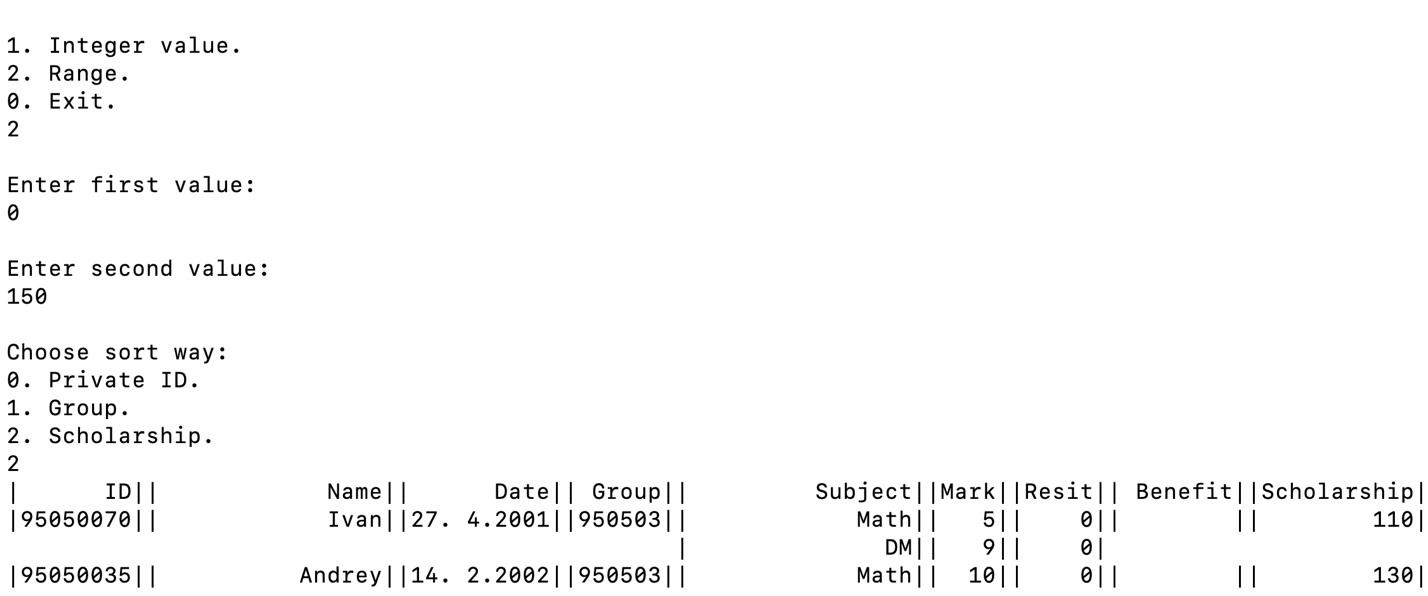 1. Integer value.
2. Range.
0. Exit.
2
Enter first value:
0
Enter second value:
150
Choose sort way:
0. Private ID.
1. Group.
2. Scholarship.
2
|      ID||            Name||      Date|| Group||         Subject||Mark||Resit|| Benefit||Scholarship|
|95050070||            Ivan||27. 4.2001||950503||            Math||   5||    0||        ||        110|
                                                |              DM||   9||    0|
|95050035||          Andrey||14. 2.2002||950503||            Math||  10||    0||        ||        130|